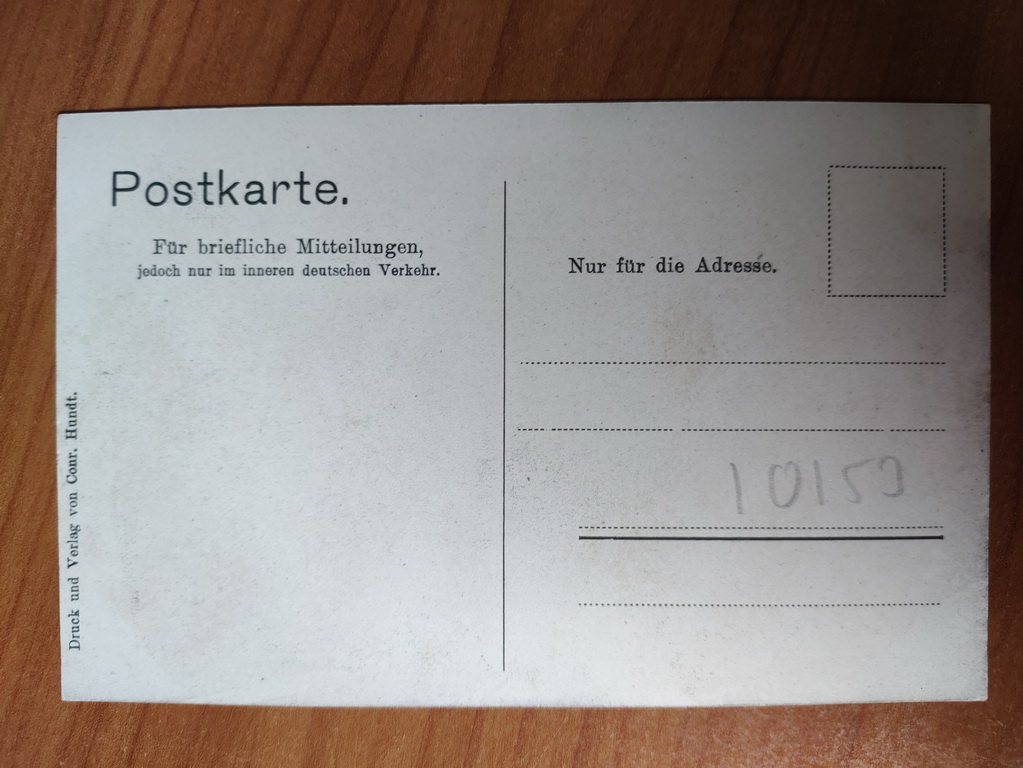 Postkarte.
Für briefliche Mitteilungen,
jedoch nur im inneren deutschen Verkehr.
Nur für die Adresse.
Druck und Verlag von Conr. Hundt.